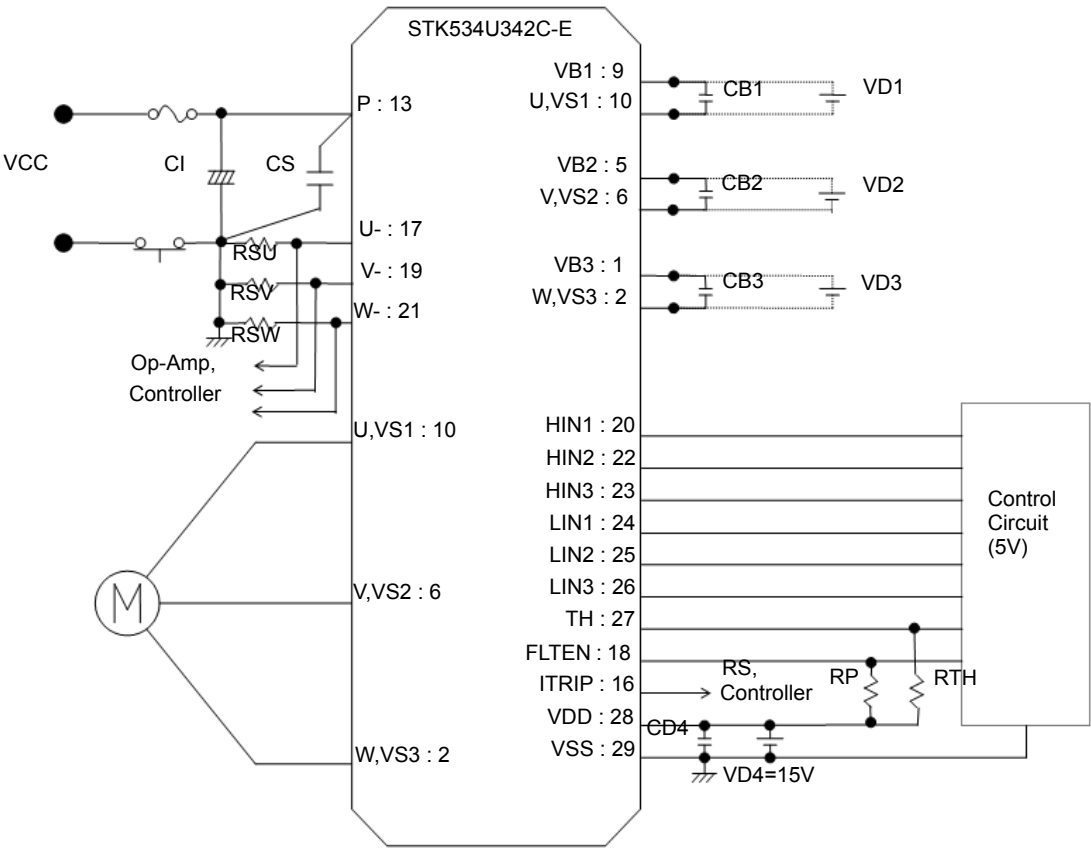 STK534U342C-E
VB1 : 9
U,VS1 : 10
CB1
VD1
P : 13
VCC
CI
CS
VB2 : 5
V,VS2 : 6
CB2
VD2
U- : 17
RSU
V- : 19
RSV
W- : 21
RSW
VB3 : 1
W,VS3 : 2
CB3
VD3
Op-Amp,
Controller
U,VS1 : 10
V,VS2 : 6
W,VS3 : 2
M
HIN1 : 20
HIN2 : 22
HIN3 : 23
LIN1 : 24
LIN2 : 25
LIN3 : 26
TH : 27
FLTEN : 18
ITRIP : 16
VDD : 28
VSS : 29
RS,
Controller
RP
RTH
CD4
VD4=15V
Control
Circuit
(5V)